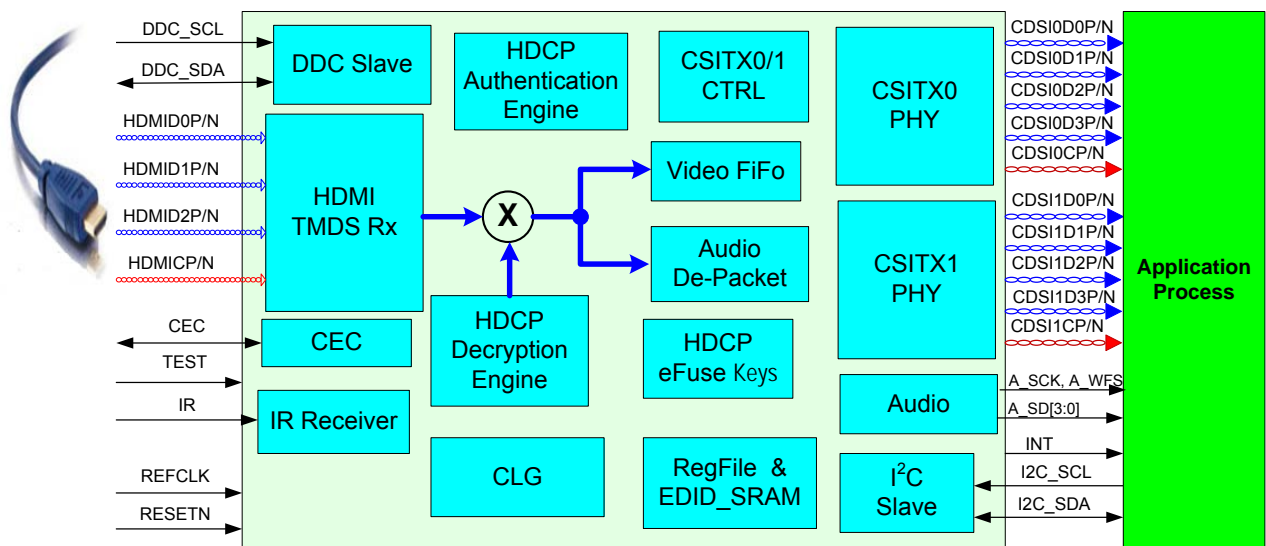 DDC_SCL
DDC_SDA
HDMID0P/N
HDMID1P/N
HDMID2P/N
HDMICP/N
CEC
TEST
IR
REFCLK
RESETN
DDC Slave
HDMI
TMDS Rx
CEC
IR Receiver
HDCP
Authentication
Engine
X
HDCP
Decryption
Engine
CLG
CSITX0/1
CTRL
Video FiFo
Audio
De-Packet
HDCP
eFuse Keys
RegFile &
EDID_SRAM
CSITX0
PHY
CSITX1
PHY
Audio
I2C
Slave
CDSI0D0P/N
CDSI0D1P/N
CDSI0D2P/N
CDSI0D3P/N
CDSI0CP/N
CDSI1D0P/N
CDSI1D1P/N
CDSI1D2P/N
CDSI1D3P/N
CDSI1CP/N
A_SCK, A_WFS
A_SD[3:0]
INT
I2C_SCL
I2C_SDA
Application
Process